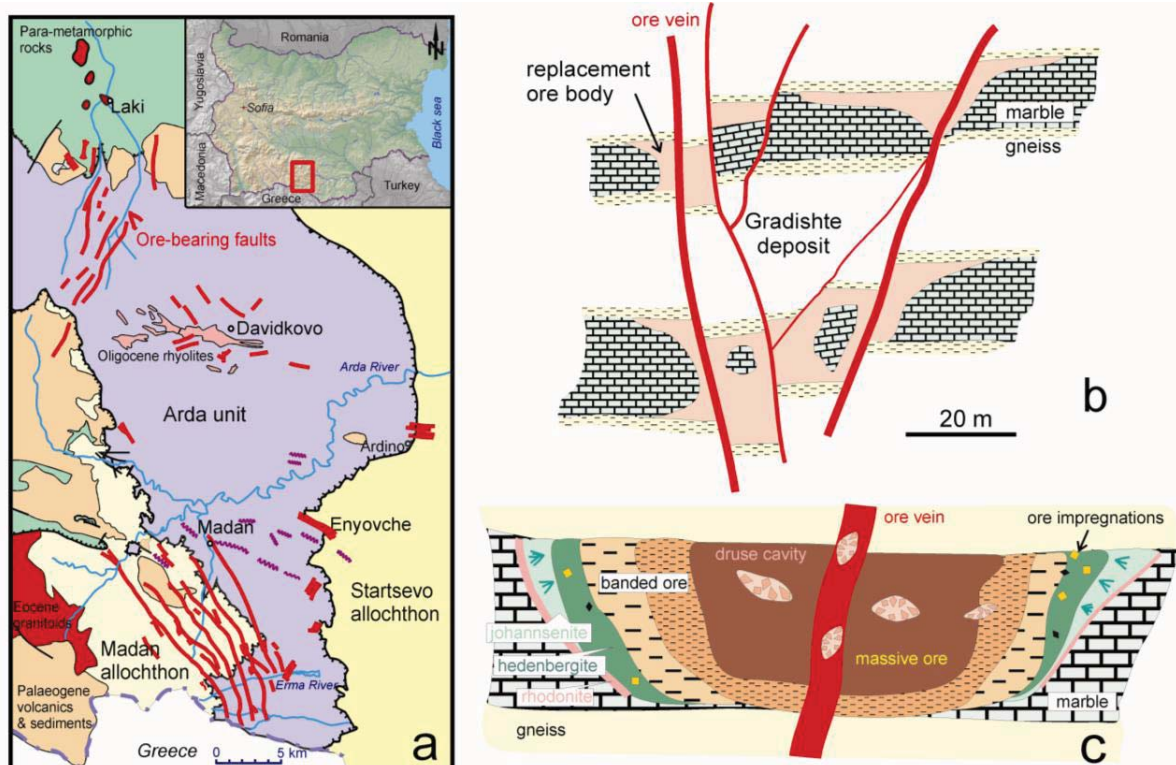 Para-metamorphic
rocks
Laki
Ore-bearing faults
Davidkovo
Oligocene rhyolites
Arda River
Arda unit
Ardino
Madan
Enyovche
Startsevo
allochthon
Eocene
granitoids
Madan
allochthon
Erma River
Palaeogene
volcanics
& sediments
Greece
0 5 km
a
Romania
N
Yugoslavia
Sofia
Black sea
Macedonia
Turkey
Greece
ore vein
replacement
ore body
marble
gneiss
Gradishte
deposit
b
20 m
ore vein
ore impregnations
druse cavity
banded ore
johannsenite
hedenbergite
massive ore
rhodonite
marble
gneiss
c